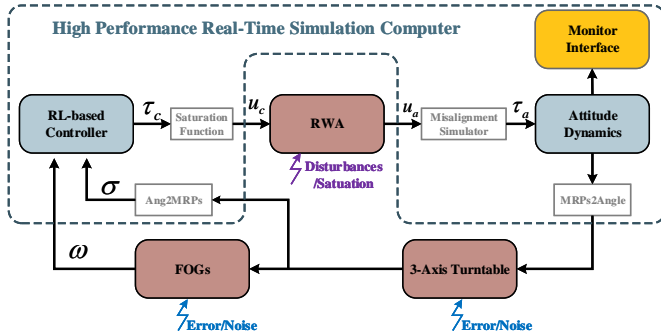 High Performance Real-Time Simulation Computer
Monitor
Interface
RL-based
Controller
τc
Saturation
Function
uc
RWA
ua
Misalignment
Simulator
τa
Attitude
Dynamics
Disturbances
/Satuation
σ
Ang2MRPs
MRPs2Angle
ω
FOGs
3-Axis Turntable
Error/Noise
Error/Noise